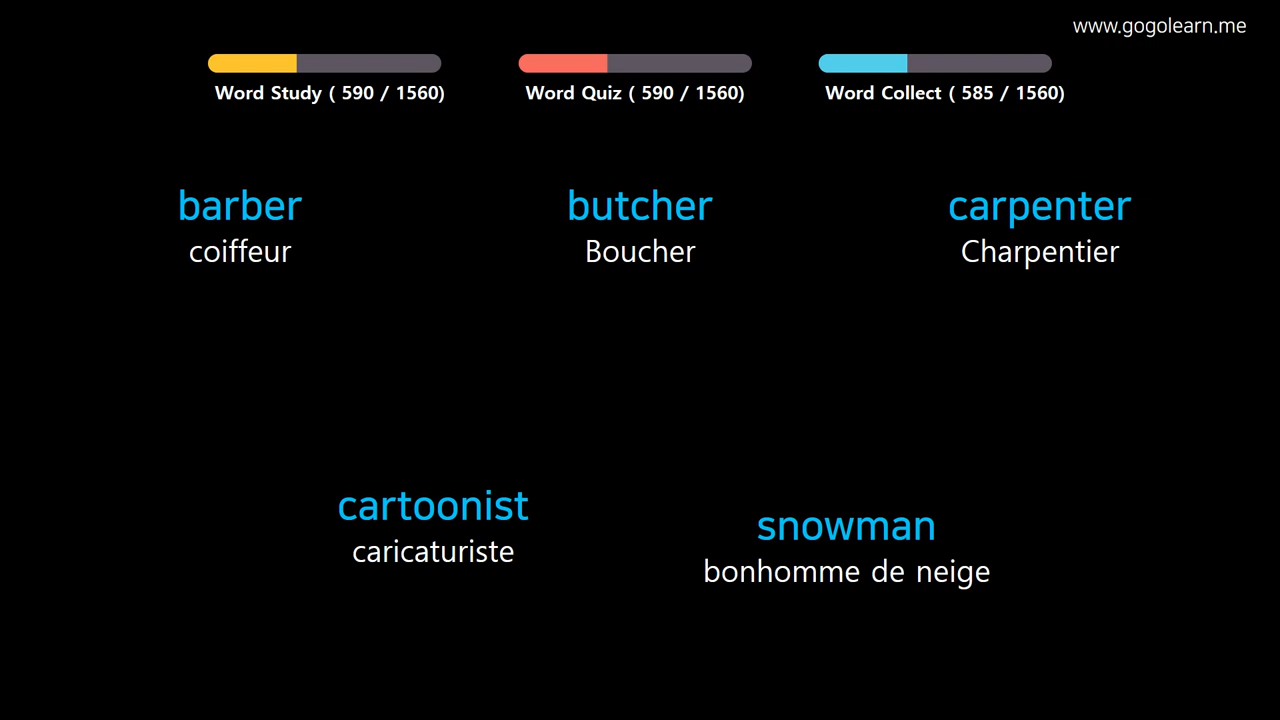 www.gogolearn.me
Word Study ( 590 / 1560)
Word Quiz ( 590 / 1560)
Word Collect ( 585 / 1560)
barber
coiffeur
butcher
Boucher
carpenter
Charpentier
cartoonist
caricaturiste
snowman
bonhomme de neige